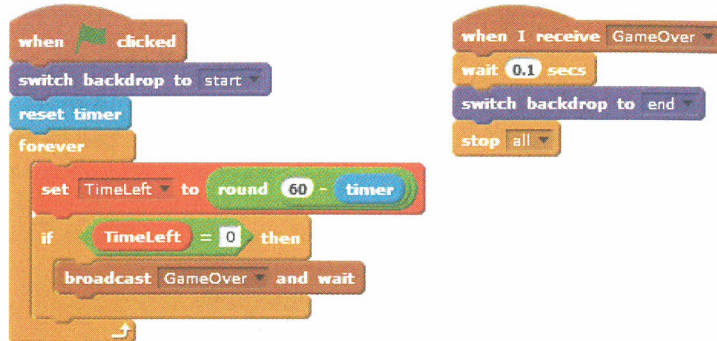 when clicked
switch backdrop to start
reset timer
forever
set TimeLeft to round 60 - timer
if TimeLeft = 0 then
broadcast GameOver and wait
when I receive GameOver
wait 0.1 secs
switch backdrop to end
stop all